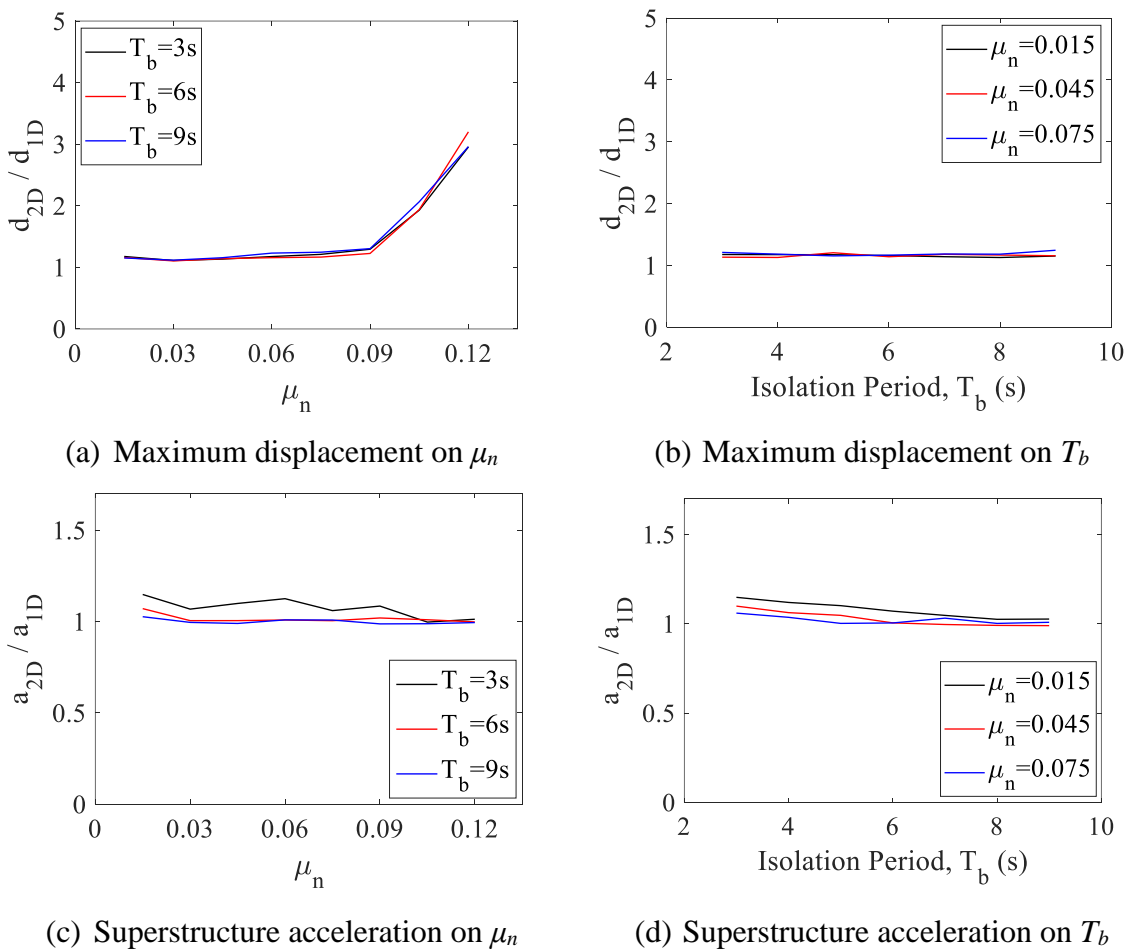 5
4
3
2
1
0
d2D / d1D
Tb=3s
Tb=6s
Tb=9s
0 0.03 0.06 0.09 0.12
μn
(a) Maximum displacement on μn
5
4
3
2
1
0
d2D / d1D
μn=0.015
μn=0.045
μn=0.075
2 4 6 8 10
Isolation Period, Tb (s)
(b) Maximum displacement on Tb
1.5
1
0.5
0
a2D / a1D
Tb=3s
Tb=6s
Tb=9s
0 0.03 0.06 0.09 0.12
μn
(c) Superstructure acceleration on μn
1.5
1
0.5
0
a2D / a1D
μn=0.015
μn=0.045
μn=0.075
2 4 6 8 10
Isolation Period, Tb (s)
(d) Superstructure acceleration on Tb